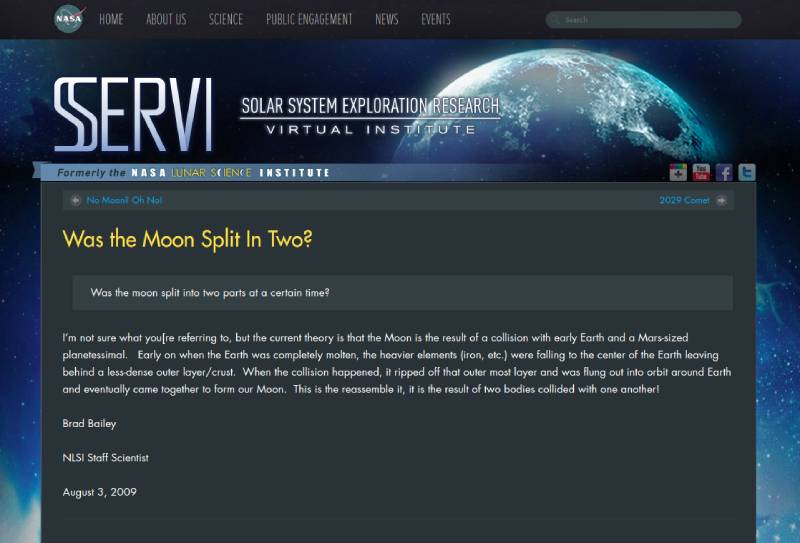 NASA
HOME ABOUT US SCIENCE PUBLIC ENGAGEMENT NEWS EVENTS Search
SSERVI
SOLAR SYSTEM EXPLORATION RESEARCH
VIRTUAL INSTITUTE
Formerly the NASA LUNAR SCIENCE INSTITUTE
You Tube
No Moon? Oh No!
2029 Comet
Was the Moon Split In Two?
Was the moon split into two parts at a certain time?
I'm not sure what you[re referring to, but the current theory is that the Moon is the result of a collision with early Earth and a Mars-sized
planetessimal. Early on when the Earth was completely molten, the heavier elements (iron, etc.) were falling to the center of the Earth leaving
behind a less-dense outer layer/crust. When the collision happened, it ripped off that outer most layer and was flung out into orbit around Earth
and eventually came together to form our Moon. This is the reassemble it, it is the result of two bodies collided with one another!
Brad Bailey
NLSI Staff Scientist
August 3, 2009